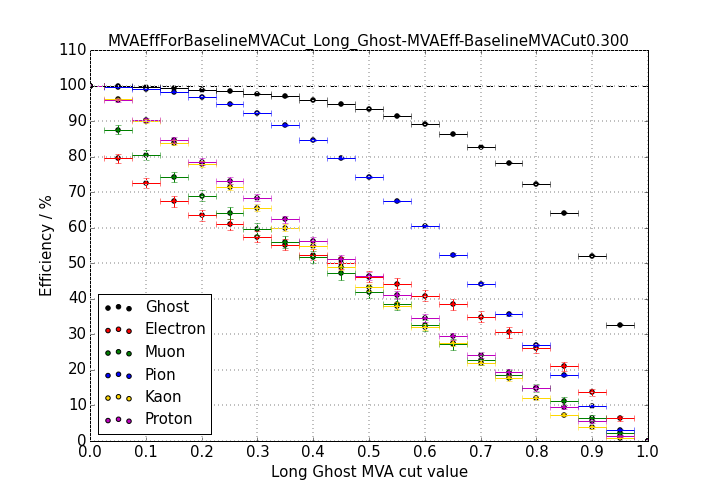 MVAEffForBaselineMVACut_Long_Ghost-MVAEff-BaselineMVACut0.300
110
100
90
80
70
60
50
40
30
20
10
0
Efficiency / %
Ghost
Electron
Muon
Pion
Kaon
Proton
0.0 0.1 0.2 0.3 0.4 0.5 0.6 0.7 0.8 0.9 1.0
Long Ghost MVA cut value